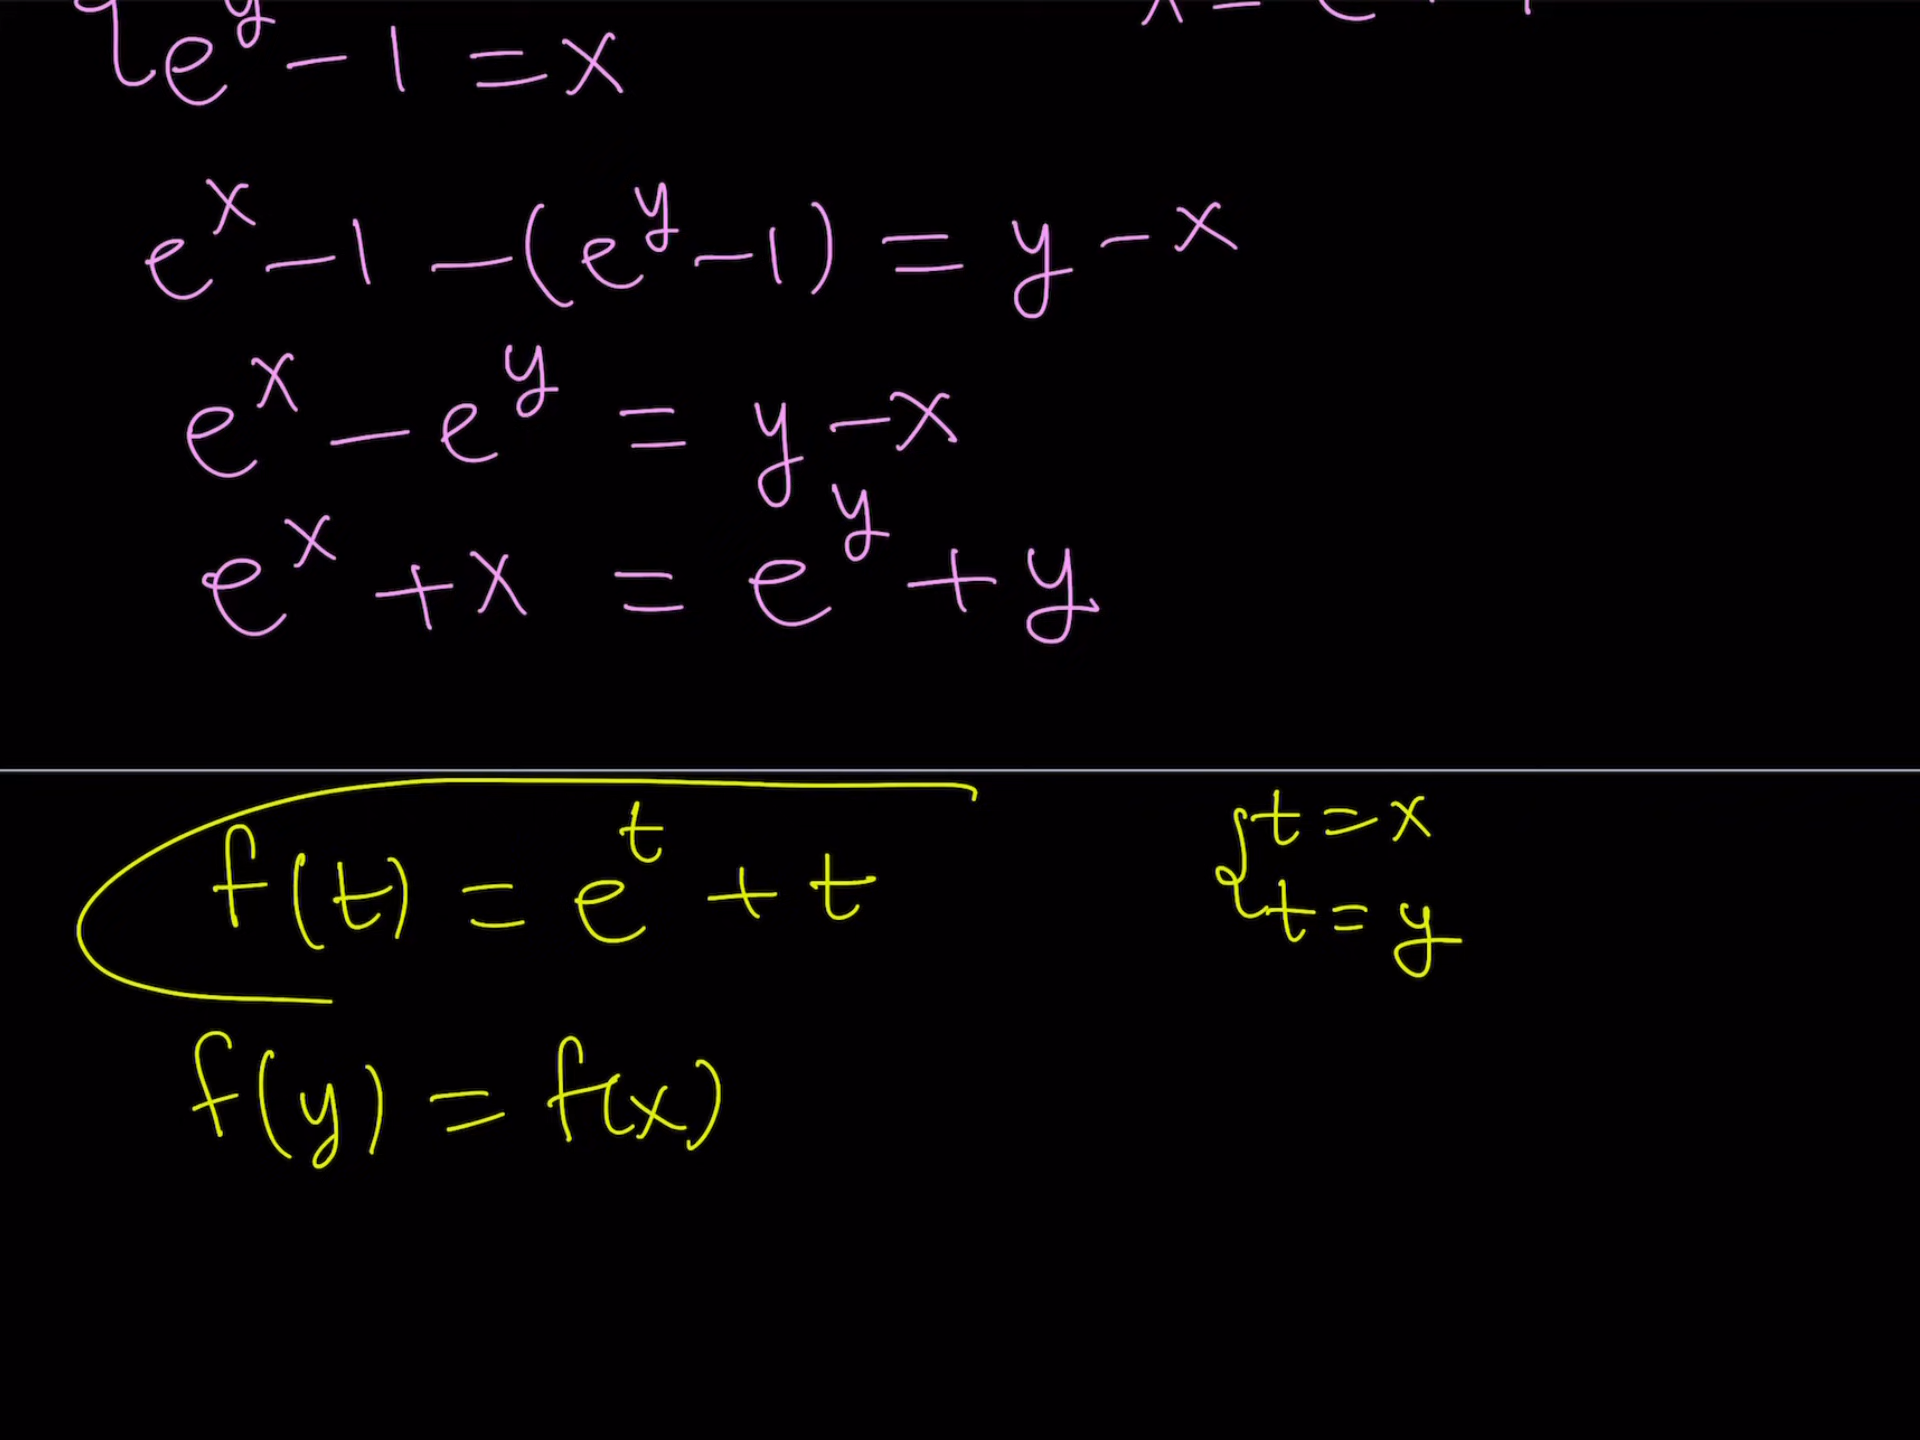 e^y - 1 = x
e^x - 1 - (e^y - 1) = y - x
e^x - e^y = y - x
e^x + x = e^y + y
f(t) = e^t + t
t = x
t = y
f(y) = f(x)